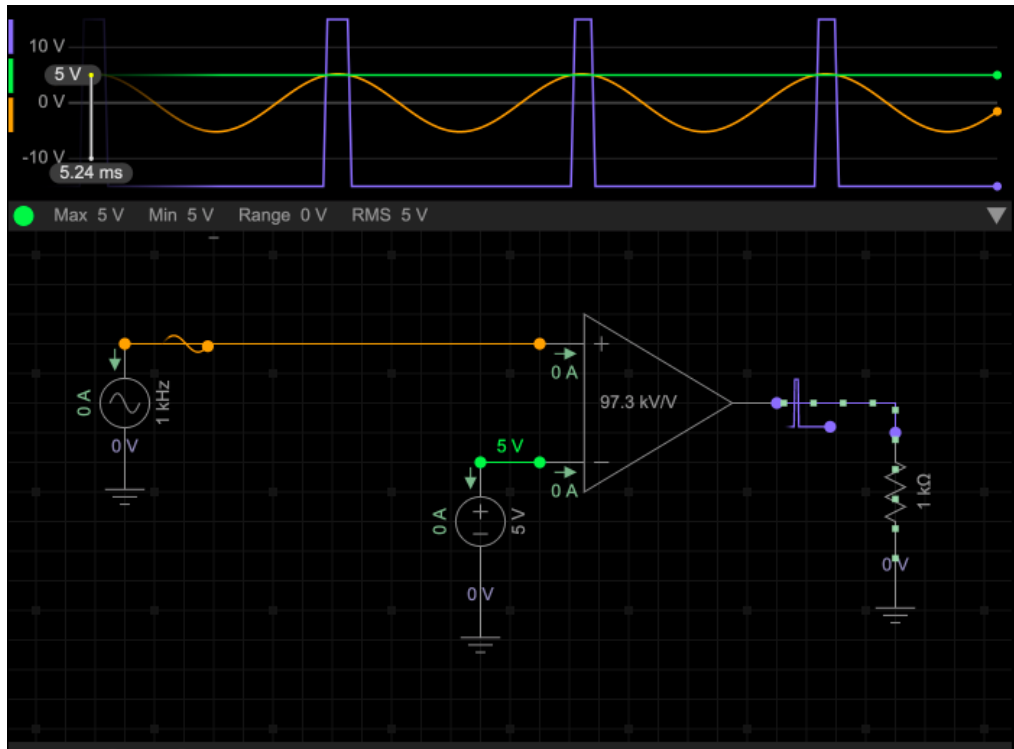 10 V
5 V
0 V
-10 V
5.24 ms
Max 5 V Min 5 V Range 0 V RMS 5 V
0 A
1 kHz
0 V
+
0 A
97.3 kV/V
5 V
−
0 A
0 A
+
−
5 V
0 V
1 kΩ
0 V